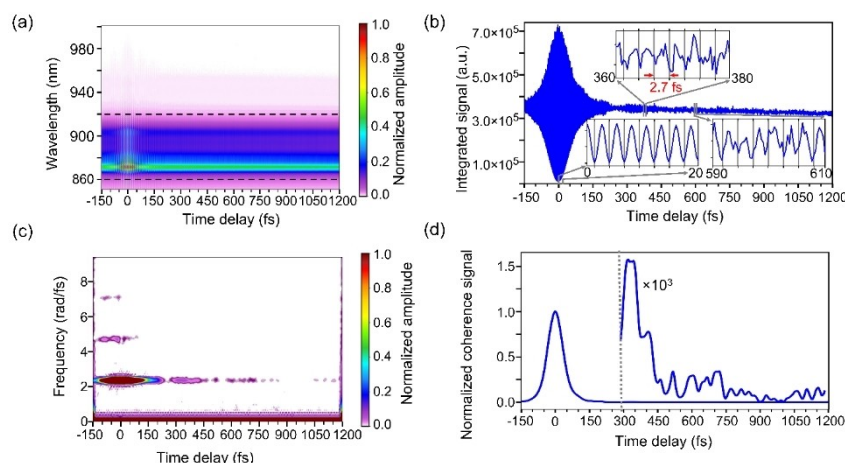 (a)
Wavelength (nm)
980
940
900
860
-150 0 150 300 450 600 750 900 1050 1200
Time delay (fs)
1.0
0.8
0.6
0.4
0.2
0.0
Normalized amplitude
(b)
Integrated signal (a.u.)
7.0×10⁵
5.0×10⁵
3.0×10⁵
1.0×10⁵
360 380
2.7 fs
0 20
590 610
-150 0 150 300 450 600 750 900 1050 1200
Time delay (fs)
(c)
Frequency (rad/fs)
8
6
4
2
0
-150 0 150 300 450 600 750 900 1050 1200
Time delay (fs)
1.0
0.8
0.6
0.4
0.2
0.0
Normalized amplitude
(d)
Normalized coherence signal
1.5
1.0
0.5
0.0
×10³
-150 0 150 300 450 600 750 900 1050 1200
Time delay (fs)